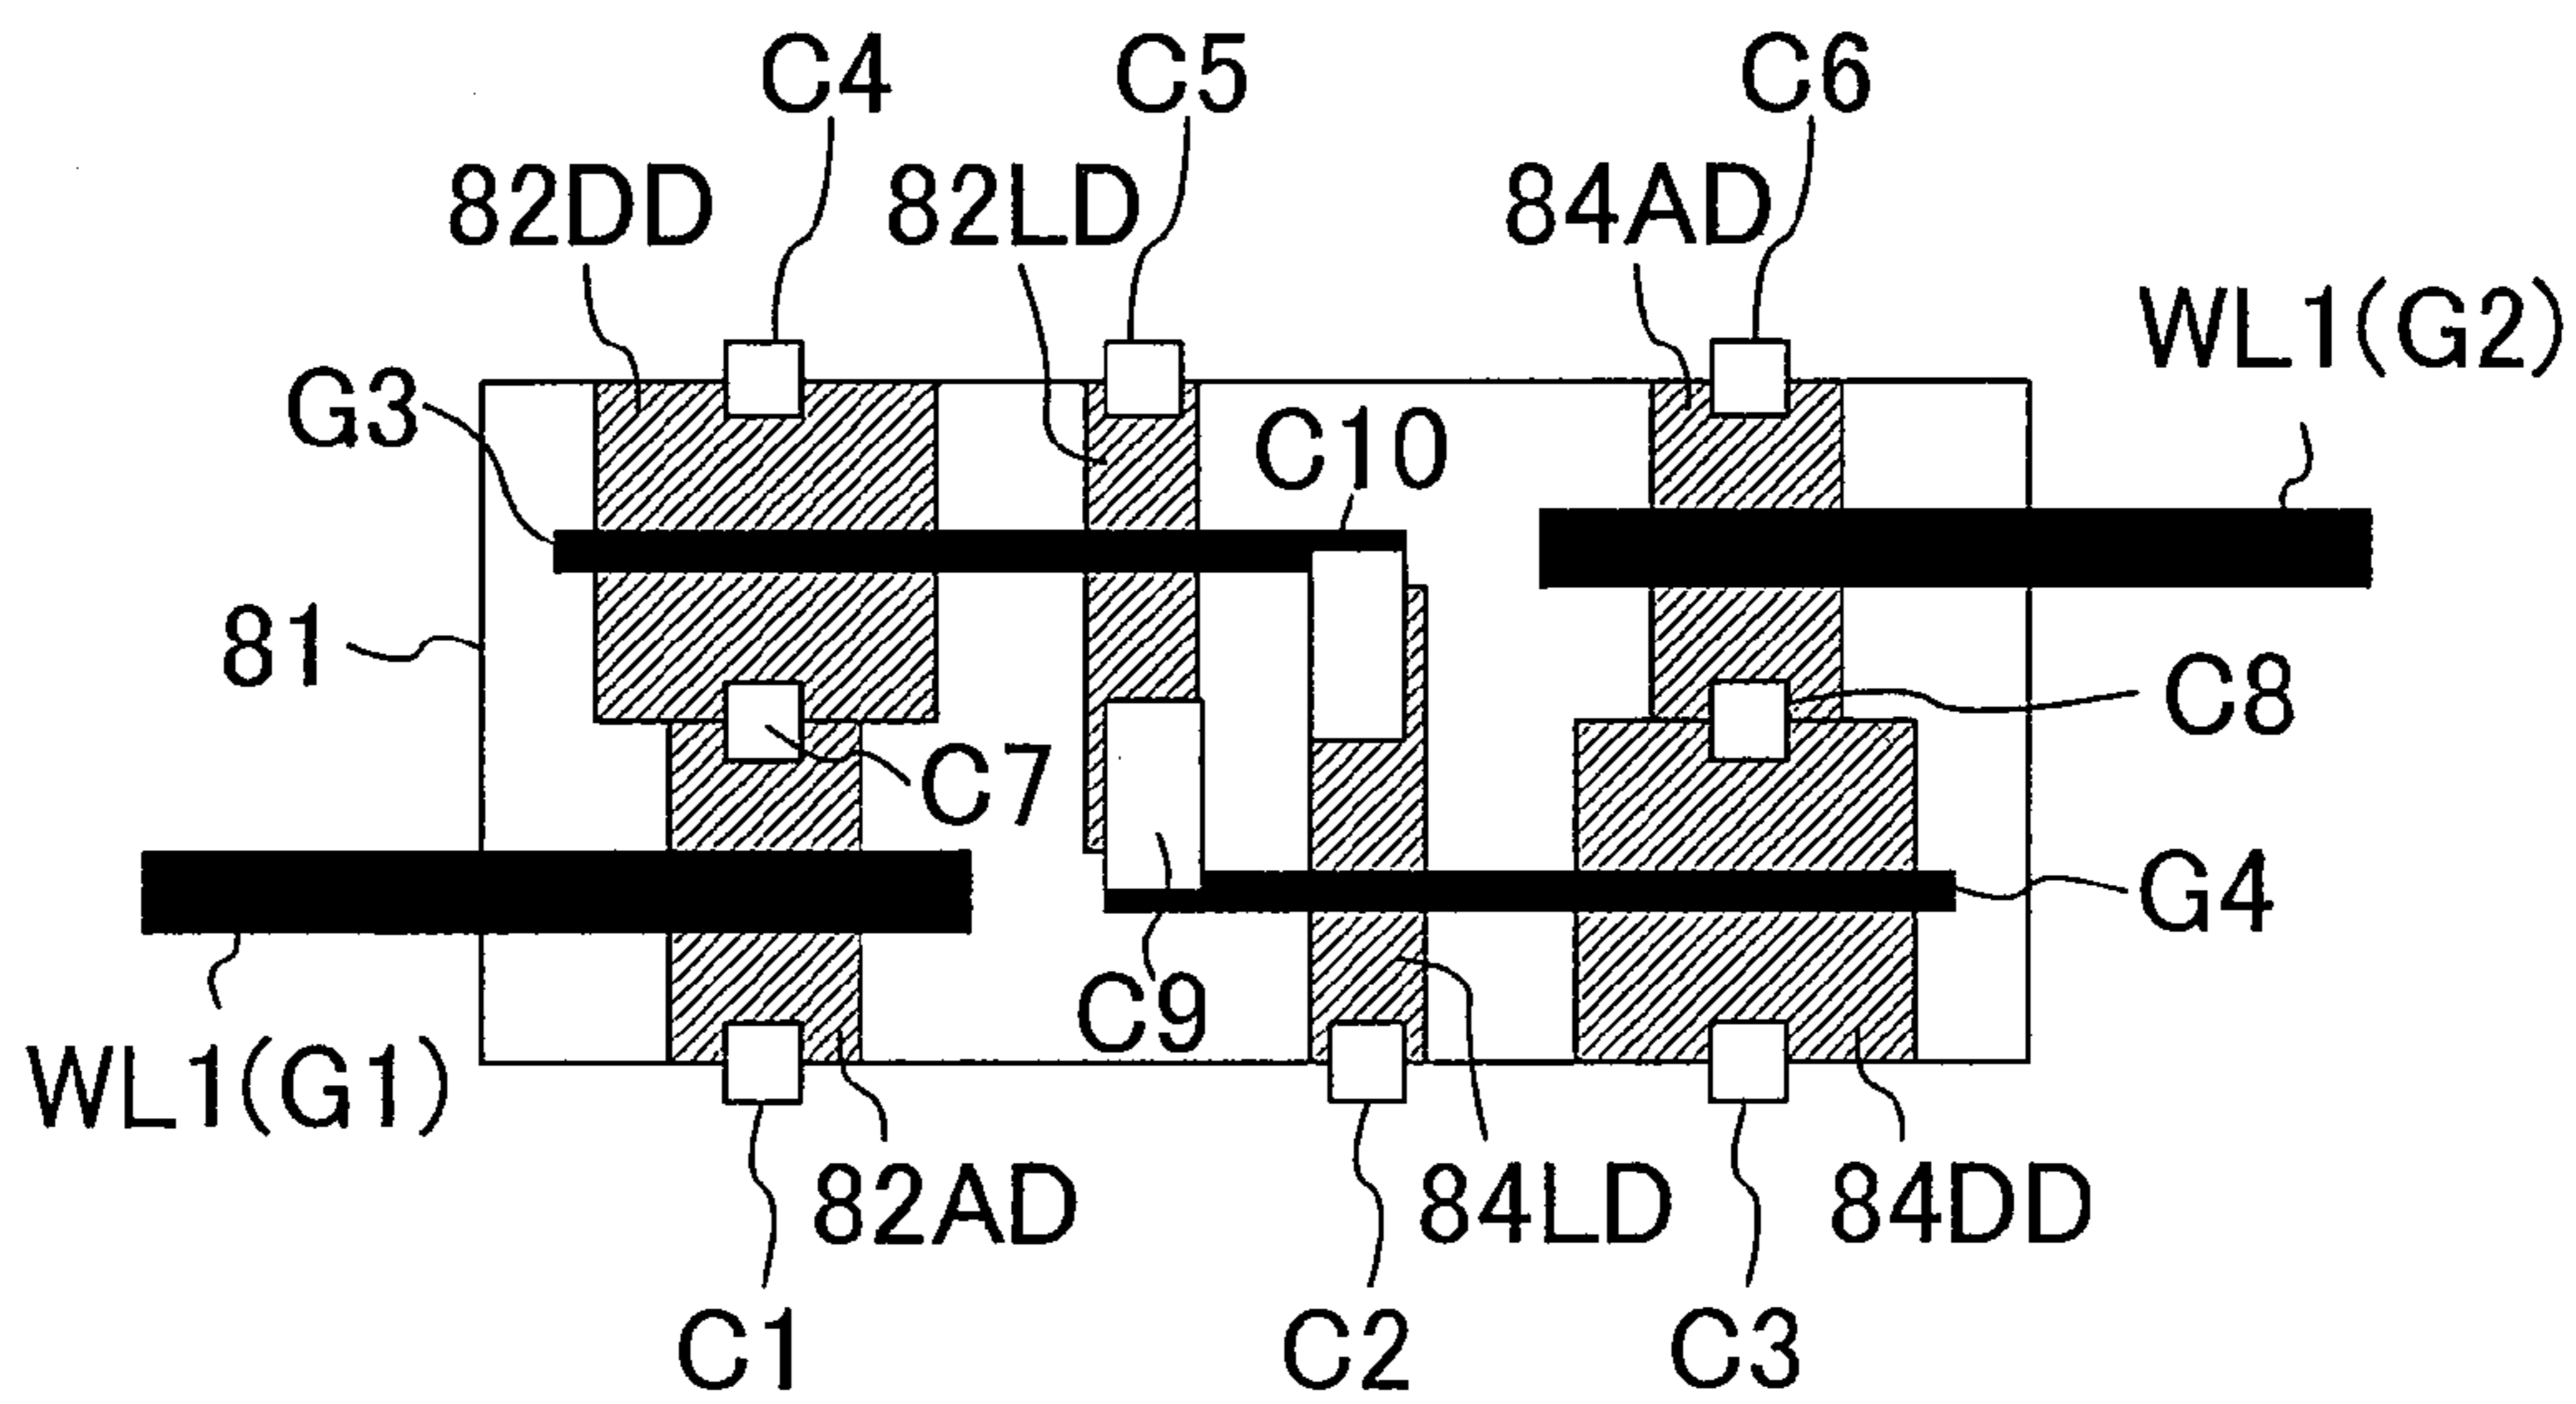 C4 C5 C6
82DD 82LD 84AD
WL1(G2)
G3
C10
81
C8
C7
G4
C9
WL1(G1)
82AD 84LD 84DD
C1 C2 C3